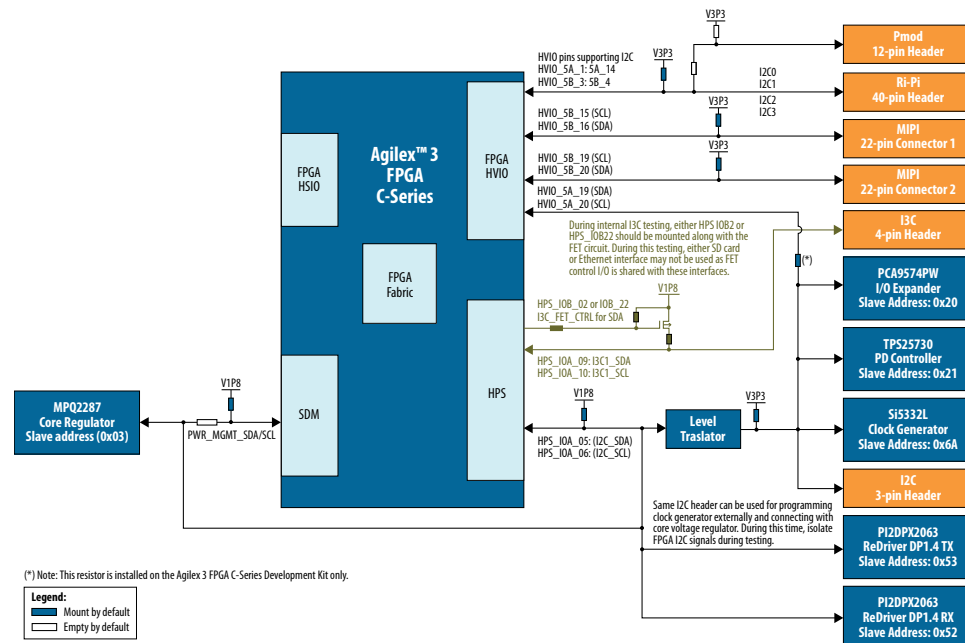 V3P3
Pmod
12-pin Header
HVIO pins supporting I2C
HVIO_5A_1: 5A_14
HVIO_5B_3: 5B_4
V3P3
I2C0
I2C1
I2C2
I2C3
Ri-Pi
40-pin Header
HVIO_5B_15 (SCL)
HVIO_5B_16 (SDA)
V3P3
MIPI
22-pin Connector 1
HVIO_5B_19 (SCL)
HVIO_5B_20 (SDA)
V3P3
MIPI
22-pin Connector 2
HVIO_5A_19 (SDA)
HVIO_5A_20 (SCL)
Agilex™ 3
FPGA
C-Series
FPGA
HSIO
FPGA
HVIO
FPGA
Fabric
SDM
HPS
During internal I3C testing, either HPS IOB2 or
HPS_IOB22 should be mounted along with the
FET circuit. During this testing, either SD card
or Ethernet interface may not be used as FET
control I/O is shared with these interfaces.
I3C
4-pin Header
(*)
PCA9574PW
I/O Expander
Slave Address: 0x20
HPS_IOB_02 or IOB_22
I3C_FET_CTRL for SDA
V1P8
HPS_IOA_09: I3C1_SDA
HPS_IOA_10: I3C1_SCL
TPS25730
PD Controller
Slave Address: 0x21
MPQ2287
Core Regulator
Slave address (0x03)
V1P8
PWR_MGMT_SDA/SCL
V1P8
HPS_IOA_05: (I2C_SDA)
HPS_IOA_06: (I2C_SCL)
Level
Traslator
V3P3
Si5332L
Clock Generator
Slave Address: 0x6A
I2C
3-pin Header
Same I2C header can be used for programming
clock generator externally and connecting with
core voltage regulator. During this time, isolate
FPGA I2C signals during testing.
PI2DPX2063
ReDriver DP1.4 TX
Slave Address: 0x53
PI2DPX2063
ReDriver DP1.4 RX
Slave Address: 0x52
(*) Note: This resistor is installed on the Agilex 3 FPGA C-Series Development Kit only.
Legend:
Mount by default
Empty by default